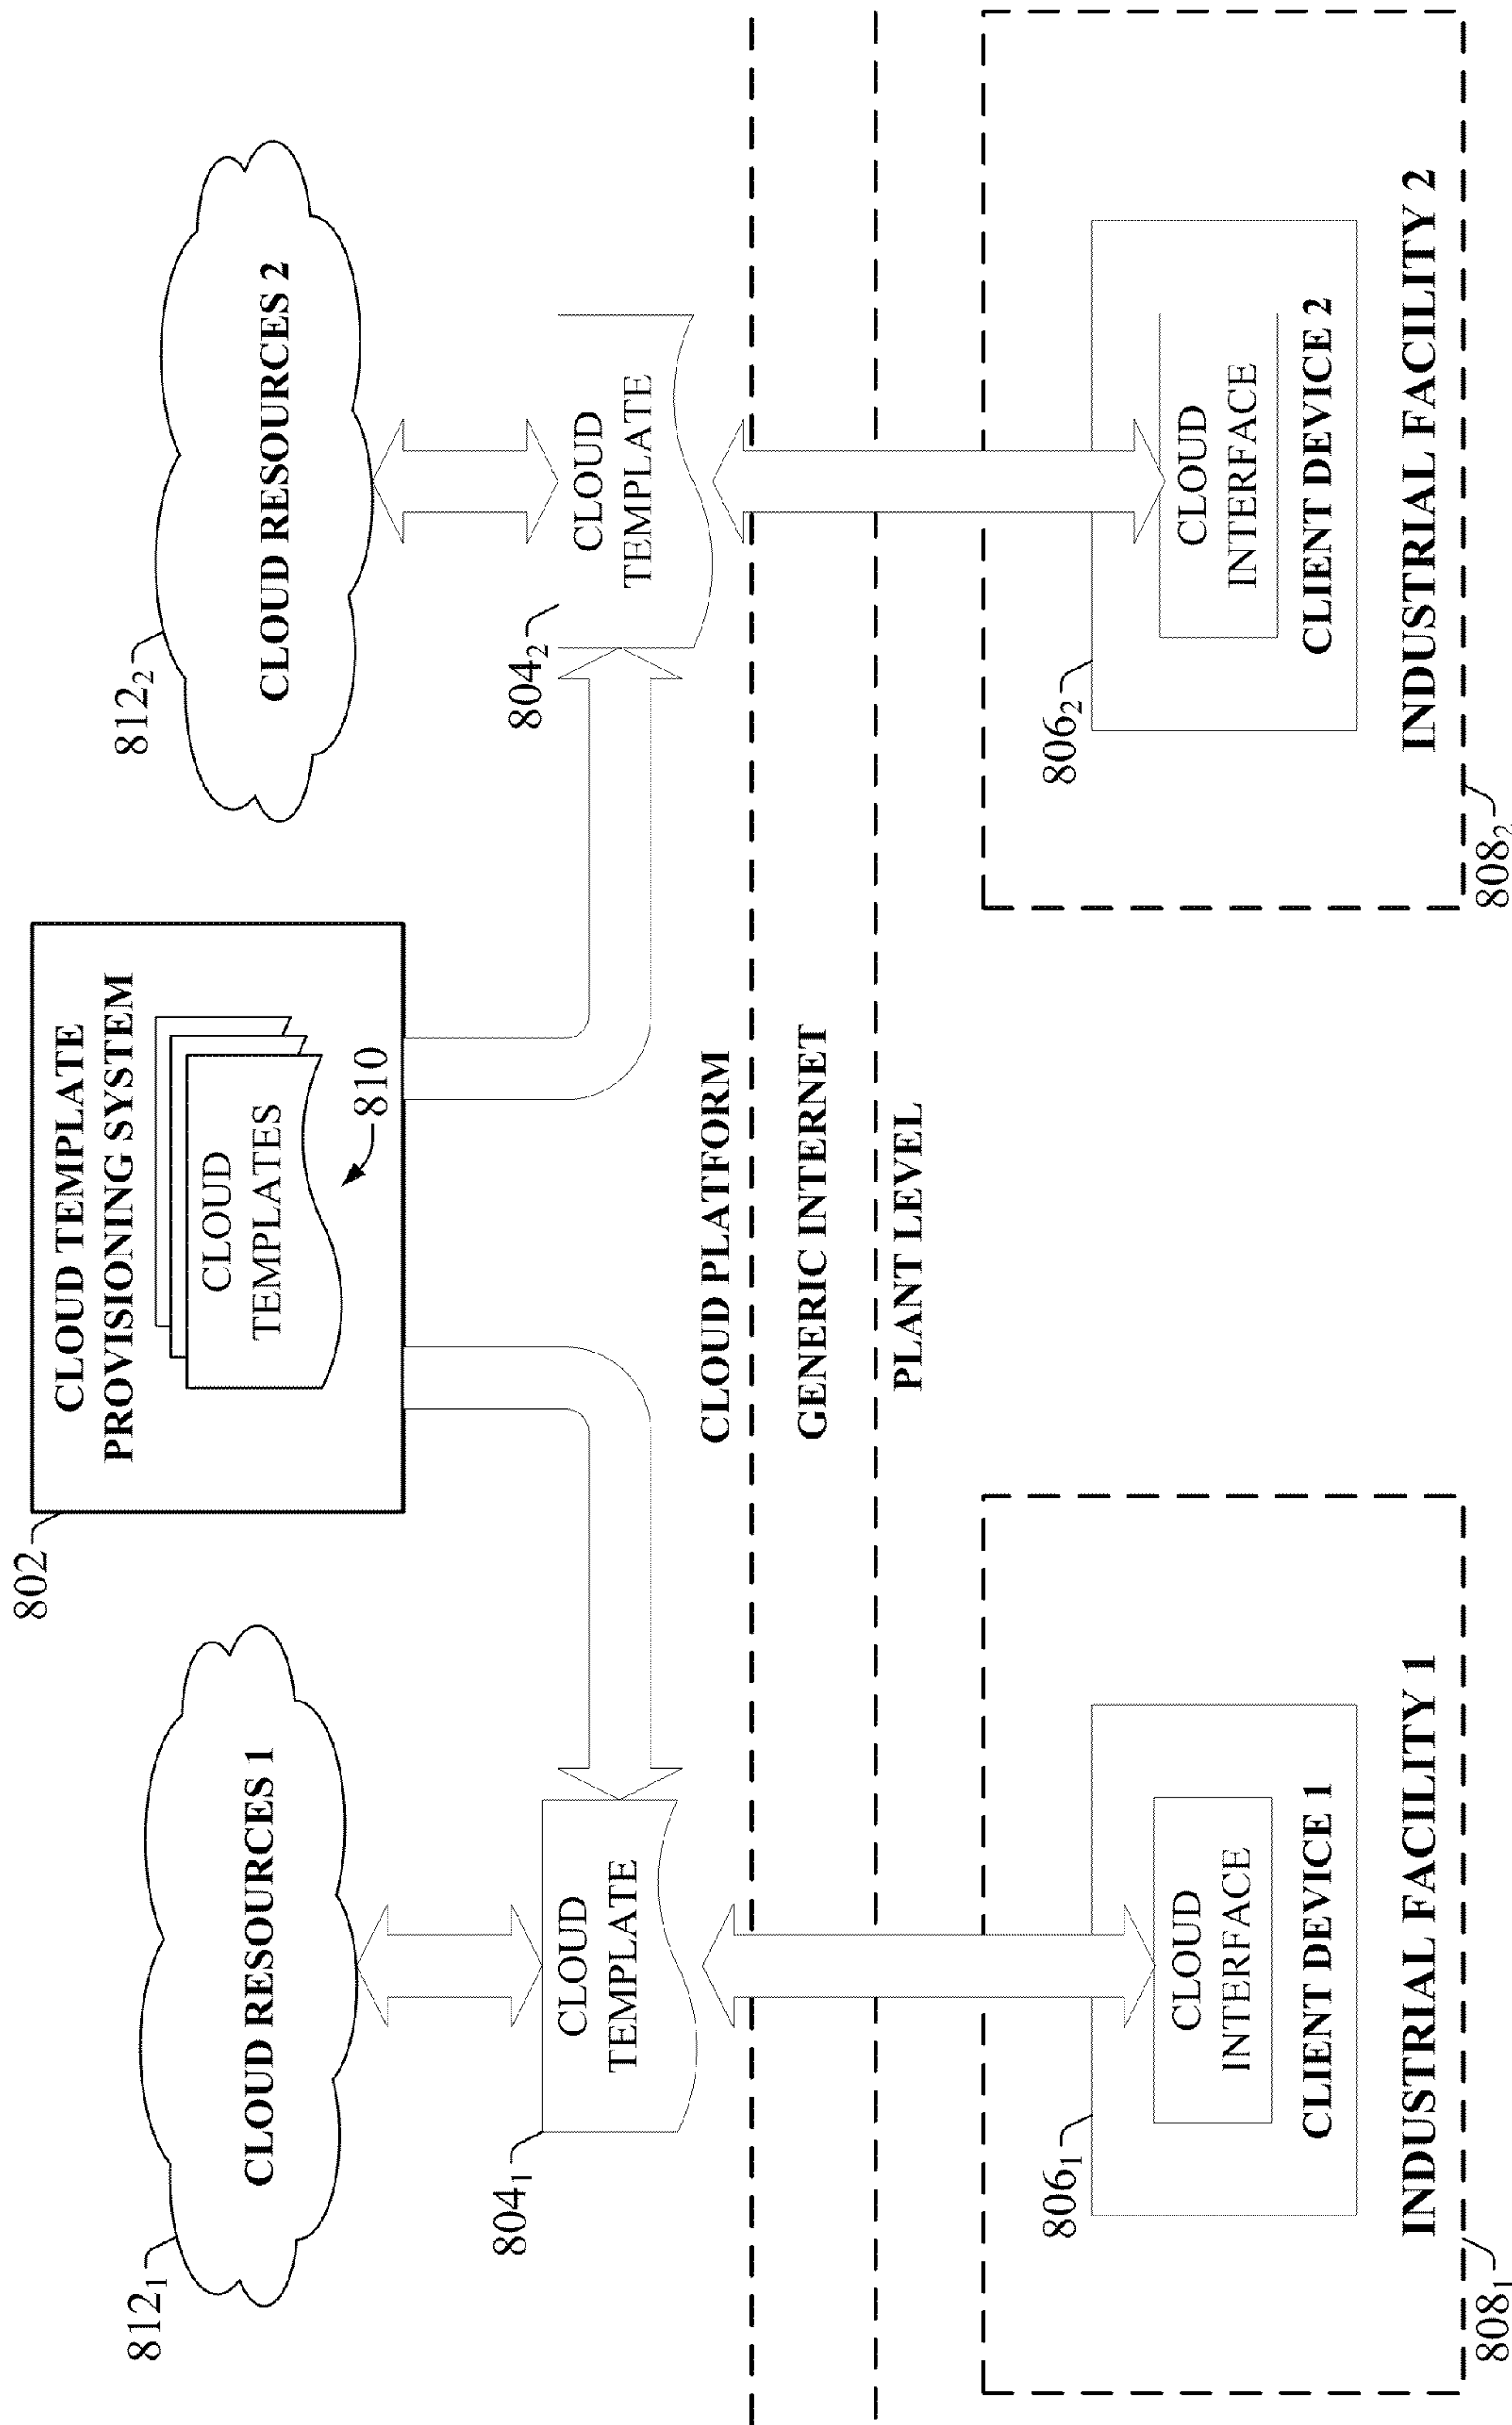 802
CLOUD TEMPLATE
PROVISIONING SYSTEM
CLOUD
TEMPLATES
810
812₁
CLOUD RESOURCES 1
812₂
CLOUD RESOURCES 2
804₁
CLOUD
TEMPLATE
804₂
CLOUD
TEMPLATE
CLOUD PLATFORM
GENERIC INTERNET
PLANT LEVEL
806₁
CLOUD
INTERFACE
CLIENT DEVICE 1
INDUSTRIAL FACILITY 1
808₁
806₂
CLOUD
INTERFACE
CLIENT DEVICE 2
INDUSTRIAL FACILITY 2
808₂